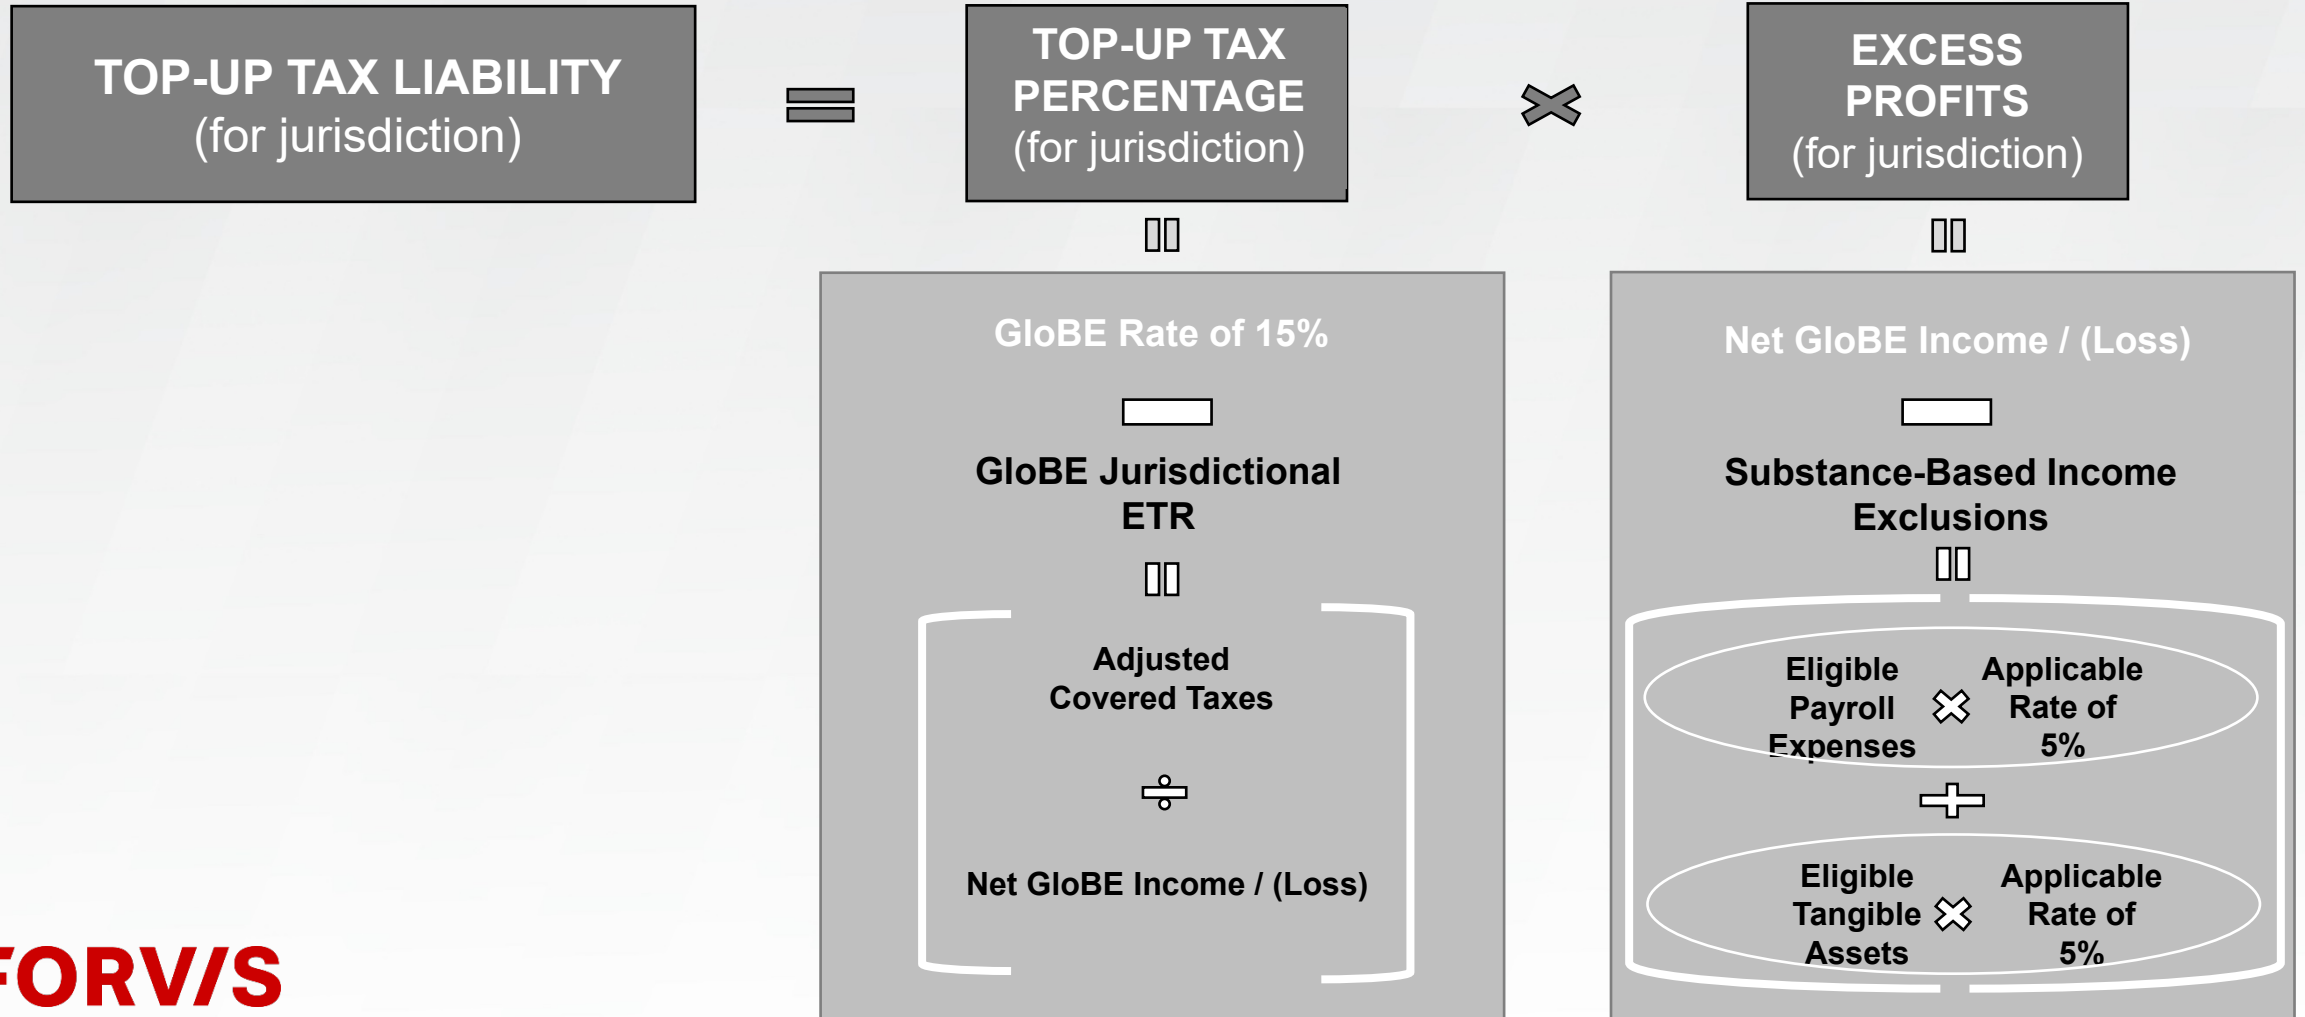 TOP-UP TAX LIABILITY
(for jurisdiction)
TOP-UP TAX
PERCENTAGE
(for jurisdiction)
EXCESS
PROFITS
(for jurisdiction)
GloBE Rate of 15%
GloBE Jurisdictional
ETR
Adjusted
Covered Taxes
÷
Net GloBE Income / (Loss)
Net GloBE Income / (Loss)
Substance-Based Income
Exclusions
Eligible
Payroll
Expenses
Applicable
Rate of
5%
Eligible
Tangible
Assets
Applicable
Rate of
5%
FORV/S